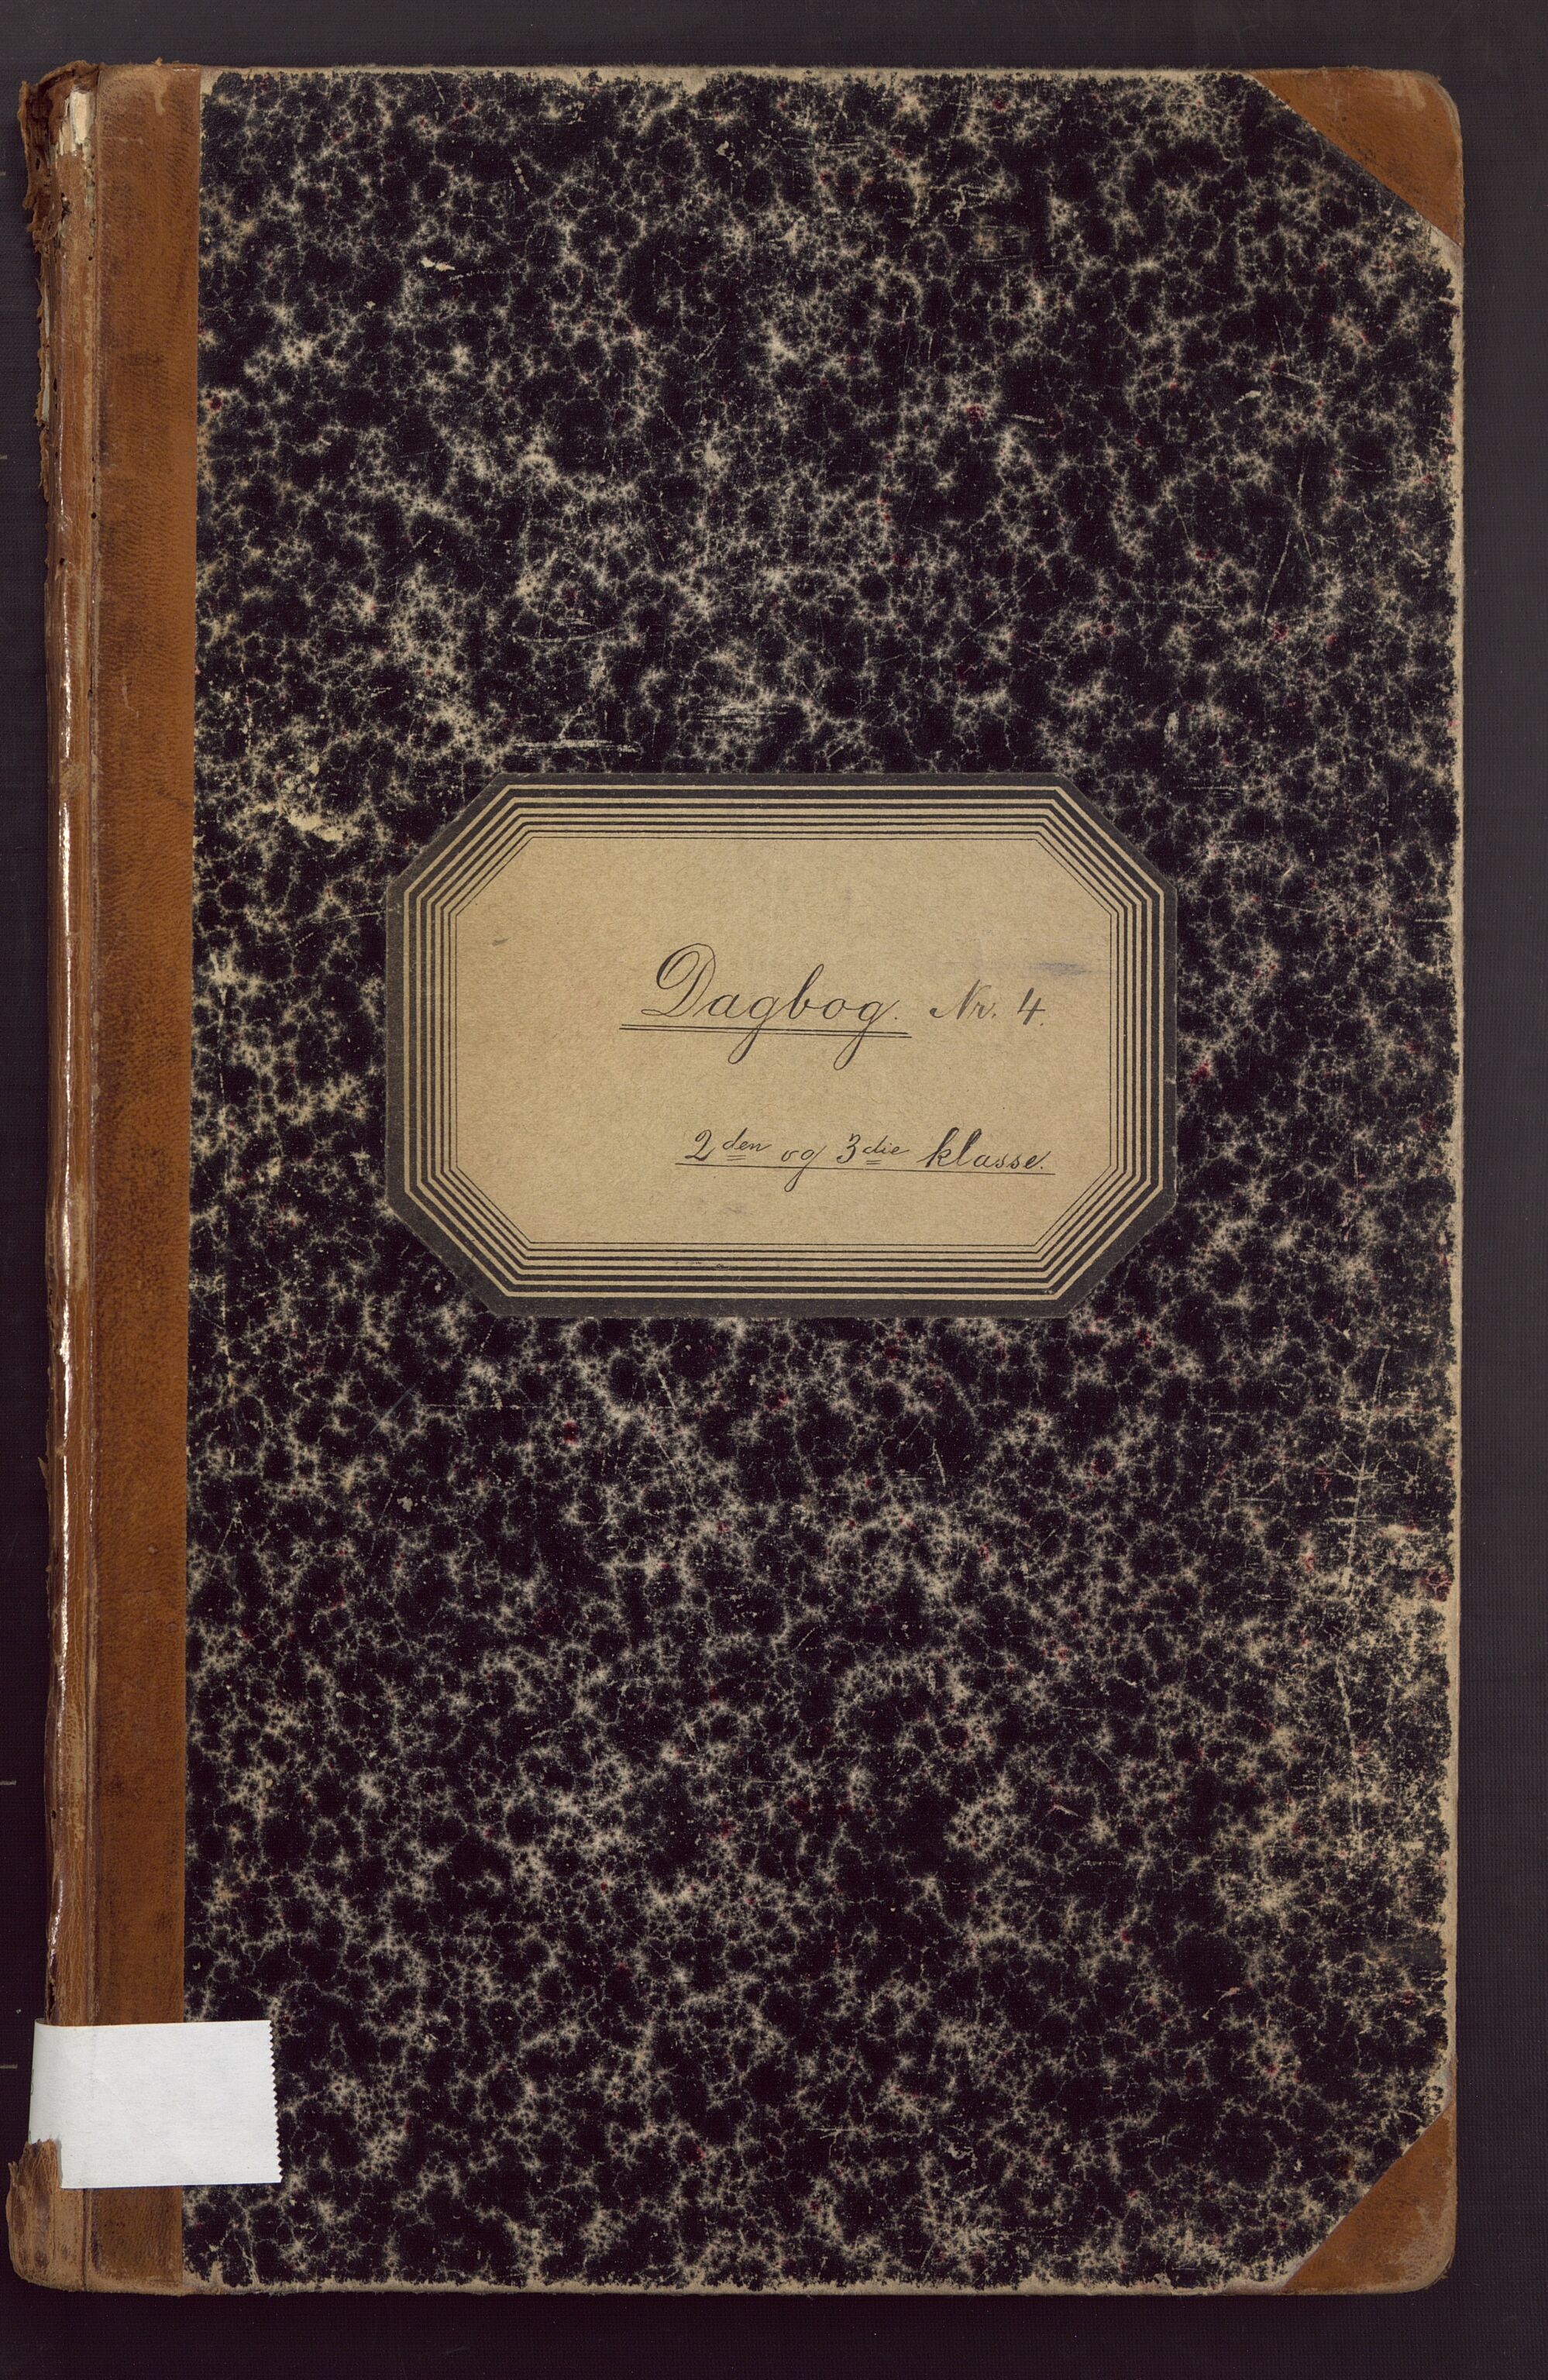 Dagbog. Nr. 4.
2den og 3die klasse.